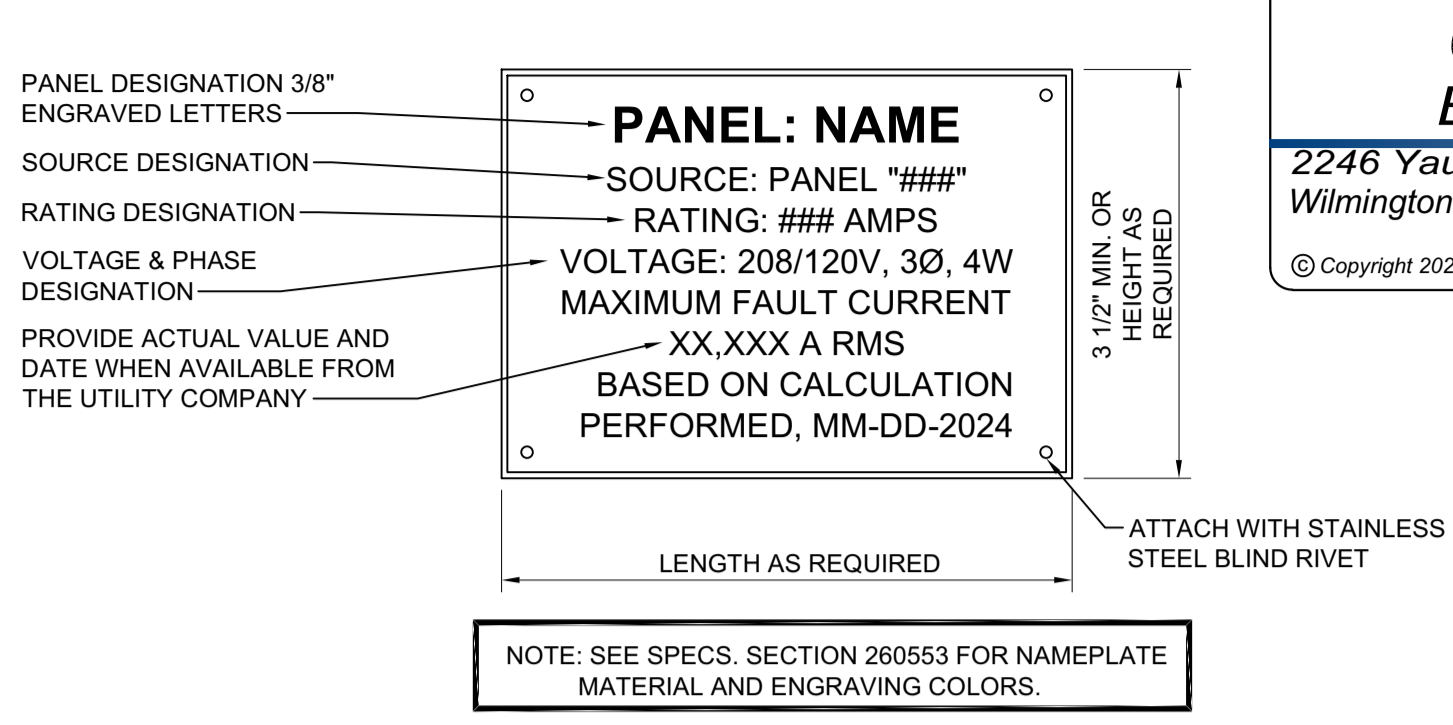 PANEL DESIGNATION 3/8"
ENGRAVED LETTERS
SOURCE DESIGNATION
RATING DESIGNATION
VOLTAGE & PHASE
DESIGNATION
PROVIDE ACTUAL VALUE AND
DATE WHEN AVAILABLE FROM
THE UTILITY COMPANY
PANEL: NAME
SOURCE: PANEL "###"
RATING: ### AMPS
VOLTAGE: 208/120V, 3Ø, 4W
MAXIMUM FAULT CURRENT
XX,XXX A RMS
BASED ON CALCULATION
PERFORMED, MM-DD-2024
3 1/2" MIN. OR
HEIGHT AS
REQUIRED
LENGTH AS REQUIRED
ATTACH WITH STAINLESS
STEEL BLIND RIVET
NOTE: SEE SPECS. SECTION 260553 FOR NAMEPLATE
MATERIAL AND ENGRAVING COLORS.
2246
Wilmington
© Copyright